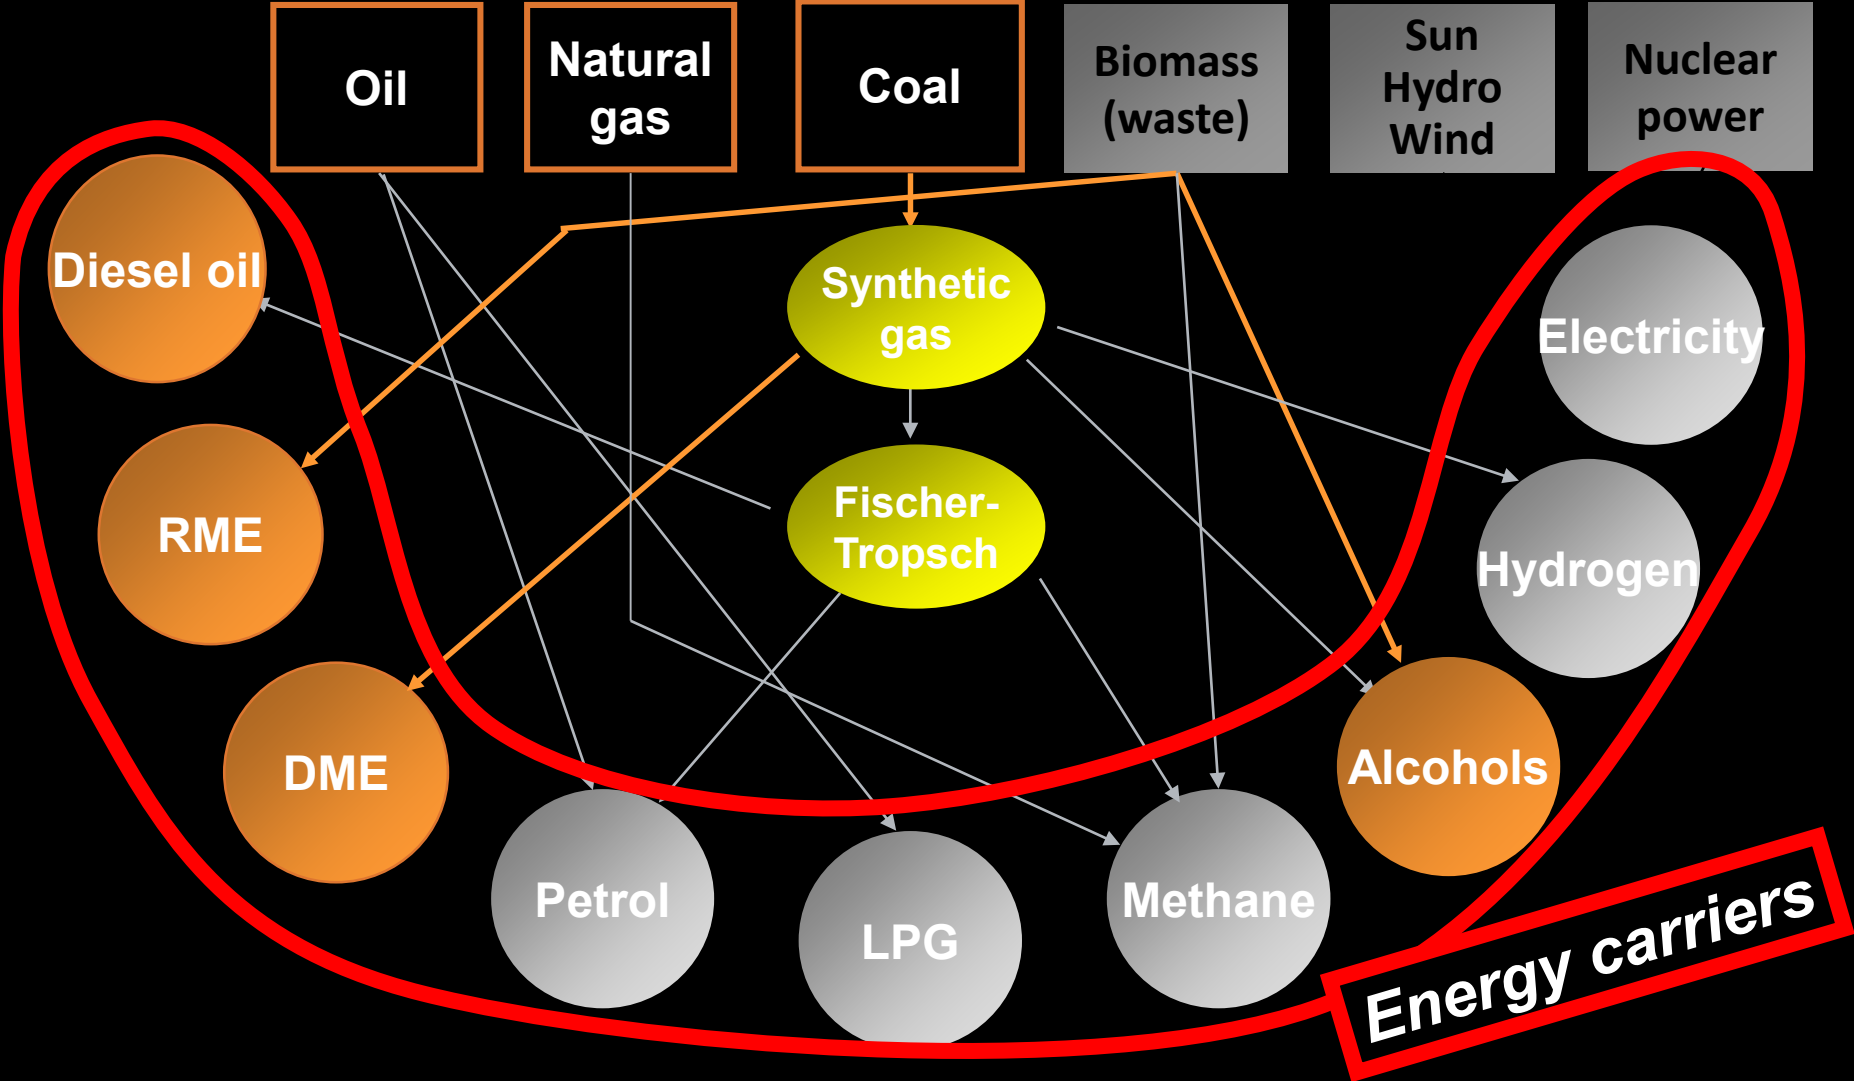 Oil
Natural
gas
Coal
Biomass
(waste)
Sun
Hydro
Wind
Nuclear
power
Diesel oil
Synthetic
gas
Electricity
RME
Fischer-
Tropsch
Hydrogen
DME
Alcohols
Petrol
LPG
Methane
Energy carriers